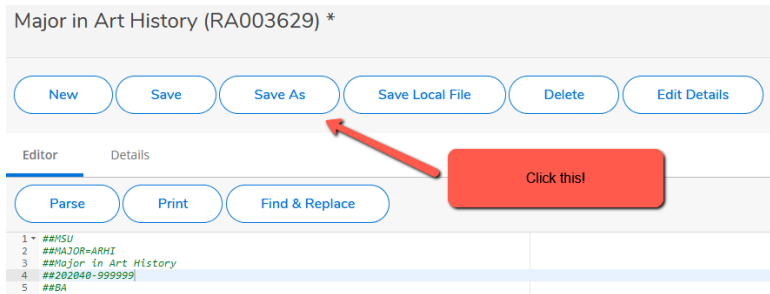 Major in Art History (RA003629) *
New Save Save As Save Local File Delete Edit Details
Editor Details
Click this!
Parse Print Find & Replace
1 ##MSU
2 ##MAJOR=ARHI
3 ##Major in Art History
4 ##202040-999999
5 ##BA